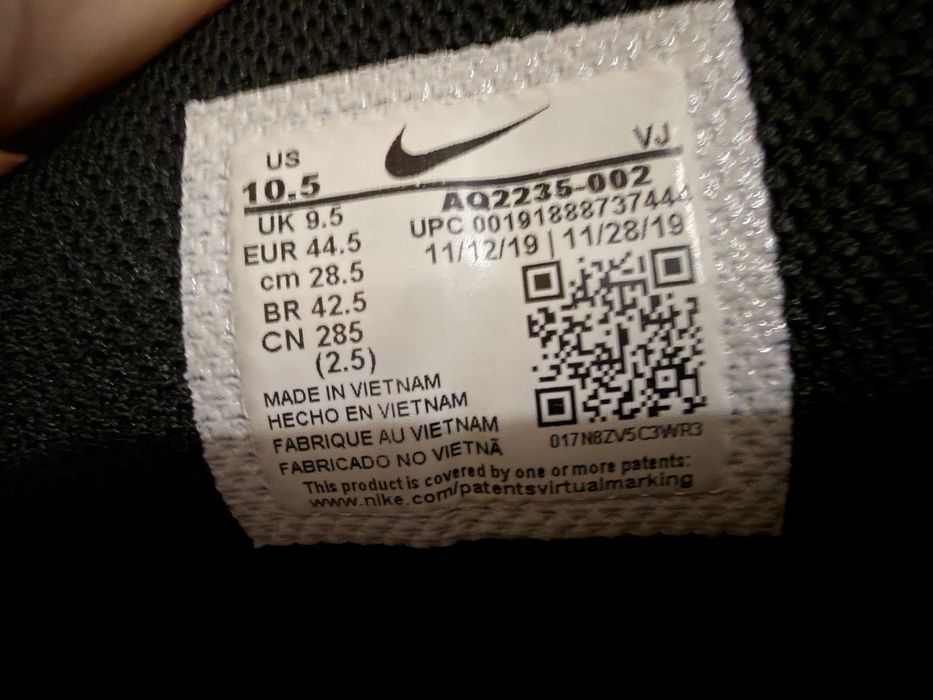 US
VJ
10.5
AQ2235-002
UK 9.5
UPC 00191888737444
EUR 44.5
11/12/19 | 11/28/19
cm 28.5
BR 42.5
CN 285
(2.5)
MADE IN VIETNAM
HECHO EN VIETNAM
FABRIQUE AU VIETNAM
017N8ZV5C3WR3
FABRICADO NO VIETNÃ
This product is covered by one or more patents:
www.nike.com/patentsvirtualmarking